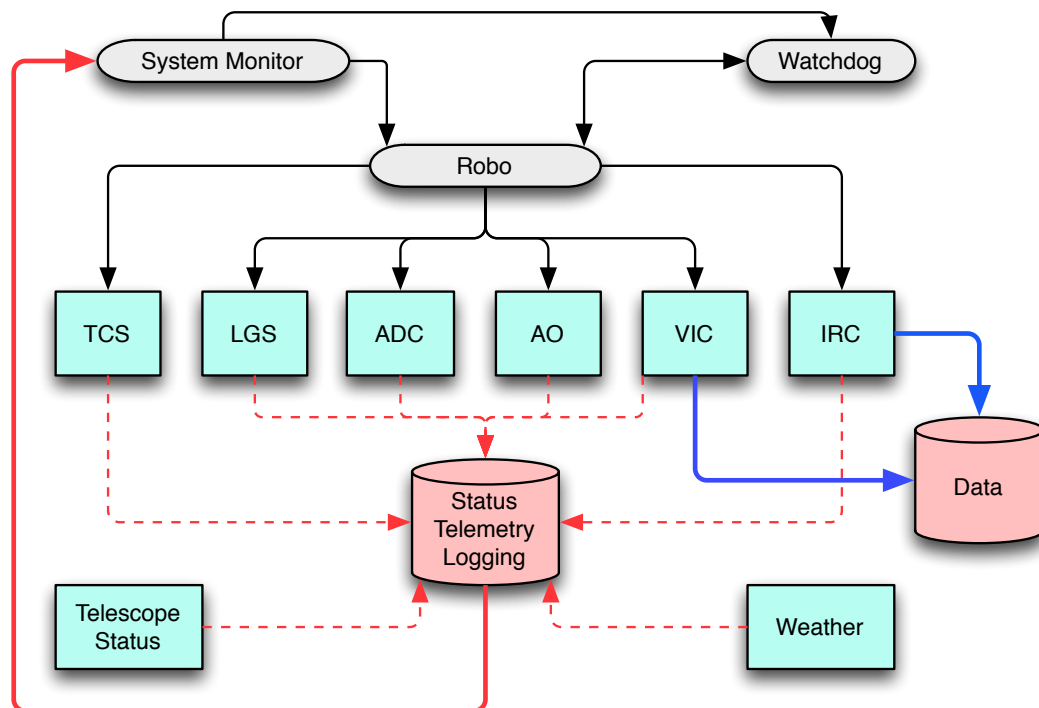 System Monitor
Watchdog
Robo
TCS
LGS
ADC
AO
VIC
IRC
Status
Telemetry
Logging
Data
Telescope
Status
Weather